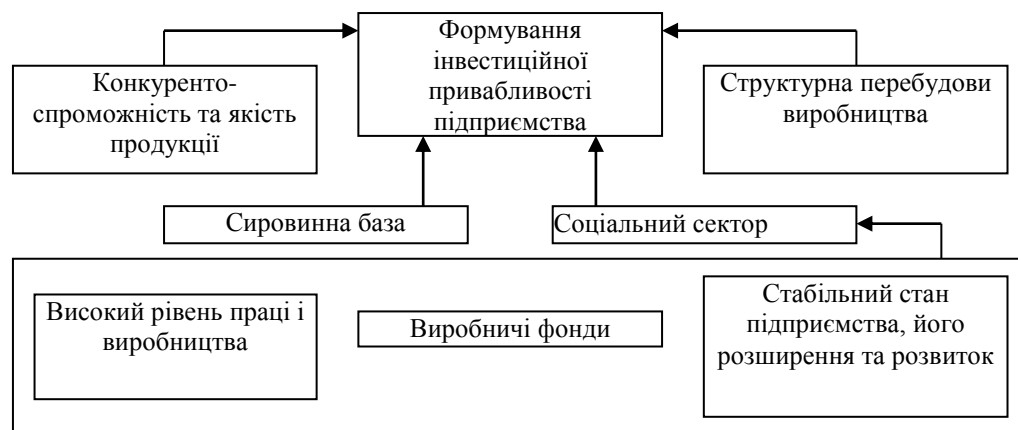 Формування
інвестиційної
привабливості
підприємства
Конкуренто-
спроможність та якість
продукції
Структурна перебудови
виробництва
Сировинна база
Соціальний сектор
Високий рівень праці і
виробництва
Виробничі фонди
Стабільний стан
підприємства, його
розширення та розвиток